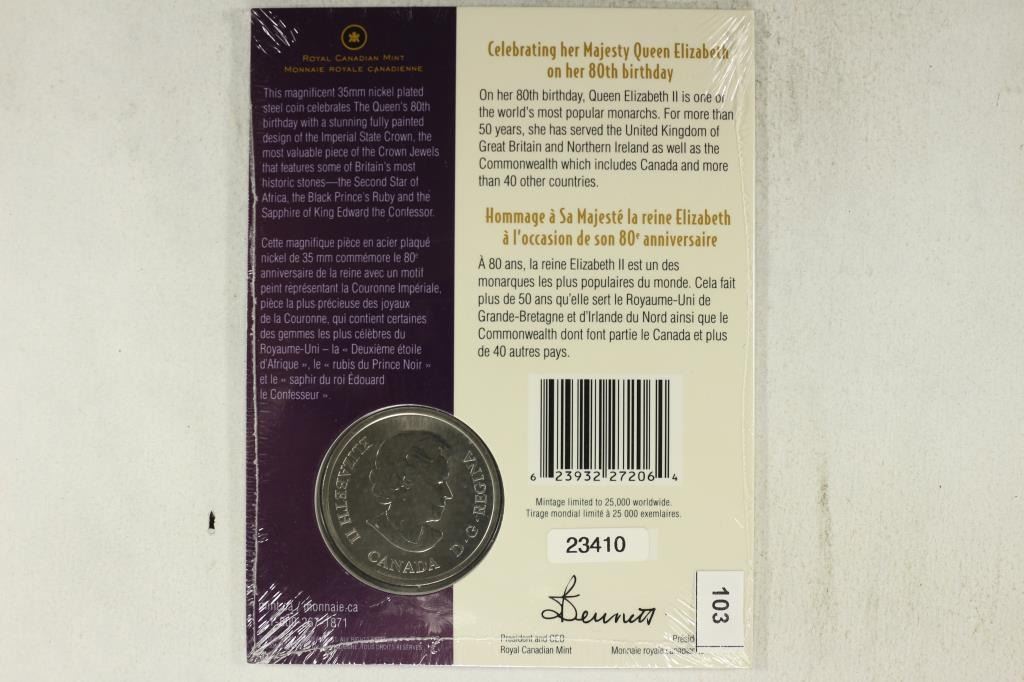 ROYAL CANADIAN MINT
MONNAIE ROYALE CANADIENNE
This magnificent 35mm nickel plated
steel coin celebrates The Queen's 80th
birthday with a stunning fully painted
design of the Imperial State Crown, the
most valuable piece of the Crown Jewels
that features some of Britain's most
historic stones—the Second Star of
Africa, the Black Prince's Ruby and the
Sapphire of King Edward the Confessor.
Cette magnifique pièce en acier plaqué
nickel de 35 mm commémore le 80e
anniversaire de la reine avec un motif
peint représentant la Couronne Impériale,
pièce la plus précieuse des joyaux
de la Couronne, qui contient certaines
des gemmes les plus célèbres du
Royaume-Uni – la « Deuxième étoile
d'Afrique », le « rubis du Prince Noir »
et le « saphir du roi Édouard
le Confesseur ».
ELIZABETH II D·G·REGINA
CANADA
/ monnaie.ca
1871
Celebrating her Majesty Queen Elizabeth
on her 80th birthday
On her 80th birthday, Queen Elizabeth II is one of
the world's most popular monarchs. For more than
50 years, she has served the United Kingdom of
Great Britain and Northern Ireland as well as the
Commonwealth which includes Canada and more
than 40 other countries.
Hommage à Sa Majesté la reine Elizabeth
à l'occasion de son 80e anniversaire
À 80 ans, la reine Elizabeth II est un des
monarques les plus populaires du monde. Cela fait
plus de 50 ans qu'elle sert le Royaume-Uni de
Grande-Bretagne et d'Irlande du Nord ainsi que le
Commonwealth dont font partie le Canada et plus
de 40 autres pays.
6 23932 27206 4
Mintage limited to 25,000 worldwide.
Tirage mondial limité à 25 000 exemlaires.
23410
Bennett
103
President and CEO
Royal Canadian Mint
Présid
Monnaie royale